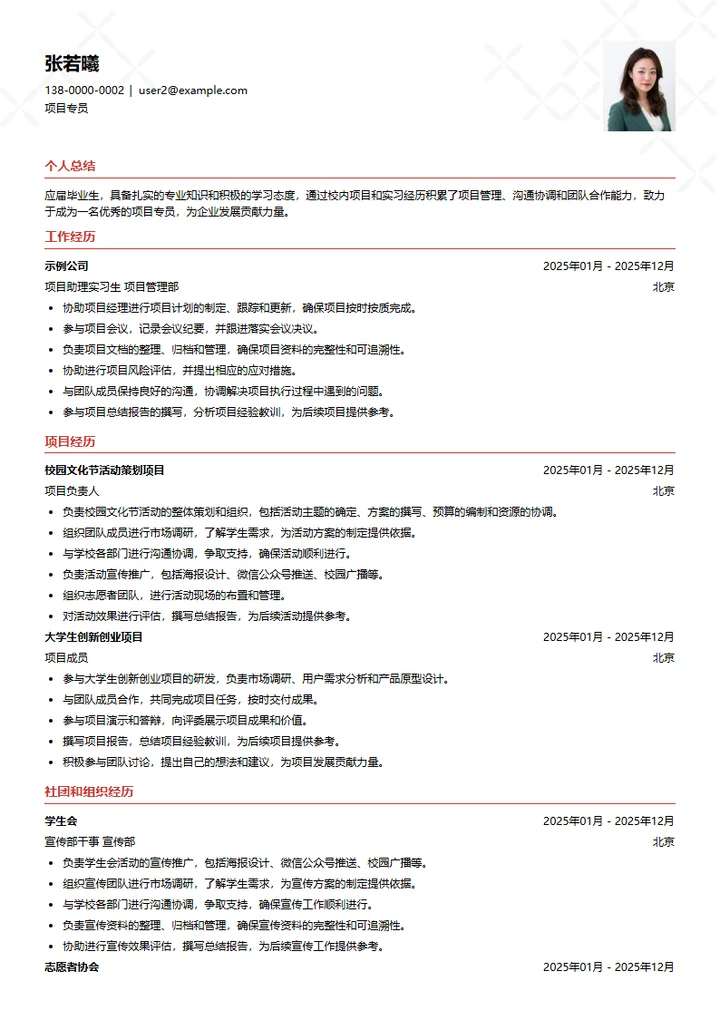 张若曦
138-0000-0002 | user2@example.com
项目专员
个人总结
应届毕业生，具备扎实的专业知识和积极的学习态度，通过校内项目和实习经历积累了项目管理、沟通协调和团队合作能力，致力
于成为一名优秀的项目专员，为企业发展贡献力量。
工作经历
示例公司 2025年01月 - 2025年12月
项目助理实习生 项目管理部 北京
• 协助项目经理进行项目计划的制定、跟踪和更新，确保项目按时按质完成。
• 参与项目会议，记录会议纪要，并跟进落实会议决议。
• 负责项目文档的整理、归档和管理，确保项目资料的完整性和可追溯性。
• 协助进行项目风险评估，并提出相应的应对措施。
• 与团队成员保持良好的沟通，协调解决项目执行过程中遇到的问题。
• 参与项目总结报告的撰写，分析项目经验教训，为后续项目提供参考。
项目经历
校园文化节活动策划项目 2025年01月 - 2025年12月
项目负责人 北京
• 负责校园文化节活动的整体策划和组织，包括活动主题的确定、方案的撰写、预算的编制和资源的协调。
• 组织团队成员进行市场调研，了解学生需求，为活动方案的制定提供依据。
• 与学校各部门进行沟通协调，争取支持，确保活动顺利进行。
• 负责活动宣传推广，包括海报设计、微信公众号推送、校园广播等。
• 组织志愿者团队，进行活动现场的布置和管理。
• 对活动效果进行评估，撰写总结报告，为后续活动提供参考。
大学生创新创业项目 2025年01月 - 2025年12月
项目成员 北京
• 参与大学生创新创业项目的研发，负责市场调研、用户需求分析和产品原型设计。
• 与团队成员合作，共同完成项目任务，按时交付成果。
• 参与项目演示和答辩，向评委展示项目成果和价值。
• 撰写项目报告，总结项目经验教训，为后续项目提供参考。
• 积极参与团队讨论，提出自己的想法和建议，为项目发展贡献力量。
社团和组织经历
学生会 2025年01月 - 2025年12月
宣传部干事 宣传部 北京
• 负责学生会活动的宣传推广，包括海报设计、微信公众号推送、校园广播等。
• 组织宣传团队进行市场调研，了解学生需求，为宣传方案的制定提供依据。
• 与学校各部门进行沟通协调，争取支持，确保宣传工作顺利进行。
• 负责宣传资料的整理、归档和管理，确保宣传资料的完整性和可追溯性。
• 协助进行宣传效果评估，撰写总结报告，为后续宣传工作提供参考。
志愿者协会 2025年01月 - 2025年12月